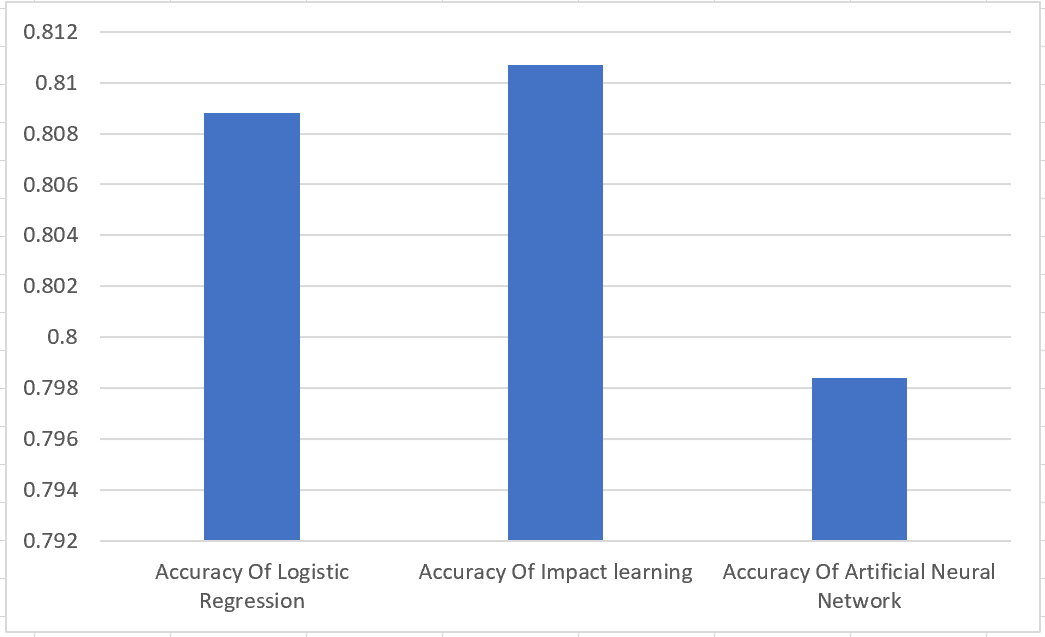 0.812
0.81
0.808
0.806
0.804
0.802
0.8
0.798
0.796
0.794
0.792
Accuracy Of Logistic
Regression
Accuracy Of Impact learning
Accuracy Of Artificial Neural
Network